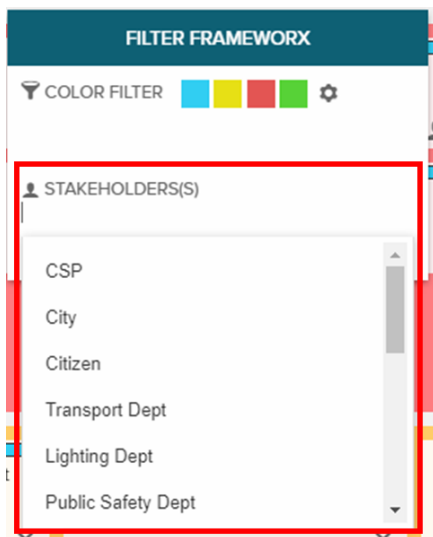 FILTER FRAMEWORX
COLOR FILTER
STAKEHOLDERS(S)
CSP
City
Citizen
Transport Dept
Lighting Dept
Public Safety Dept
t